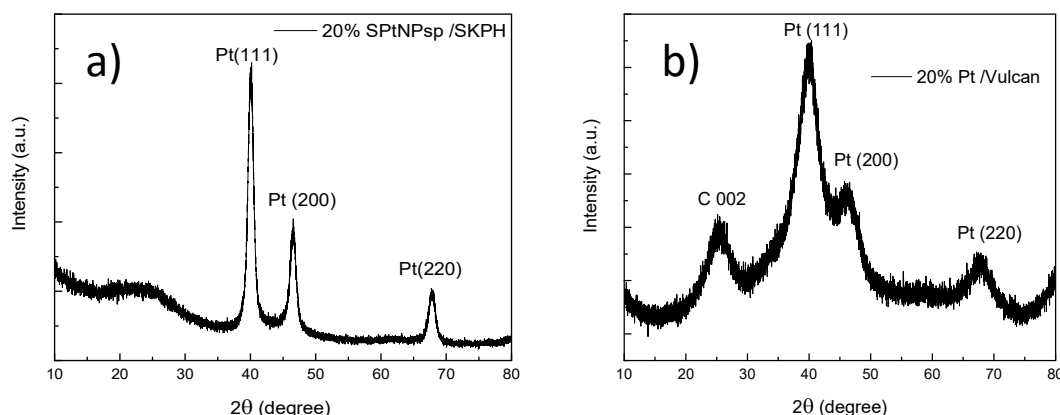 a)
20% SPtNPsp /SKPH
Pt(111)
Pt (200)
Pt(220)
Intensity (a.u.)
10 20 30 40 50 60 70 80
2θ (degree)
b)
Pt (111)
20% Pt /Vulcan
Pt (200)
C 002
Pt (220)
Intensity (a.u.)
10 20 30 40 50 60 70 80
2θ (degree)